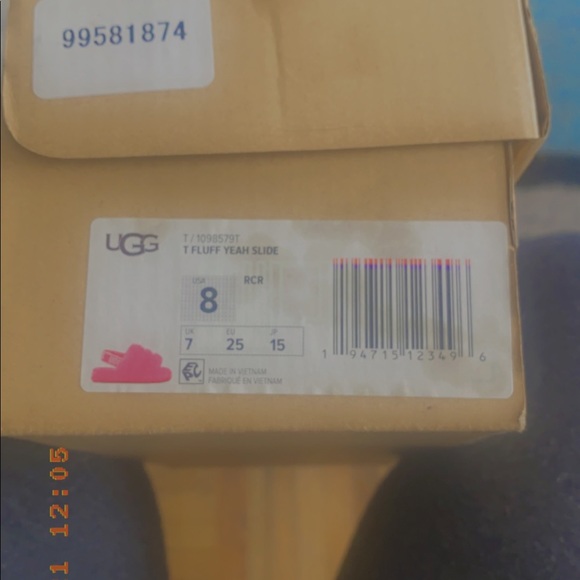 99581874
UGG
T / 1098579T
T FLUFF YEAH SLIDE
USA
8
RCR
UK
EU
JP
7
25
15
MADE IN VIETNAM
FABRIQUÉ EN VIETNAM
1 94715 12349 6
1 12:05